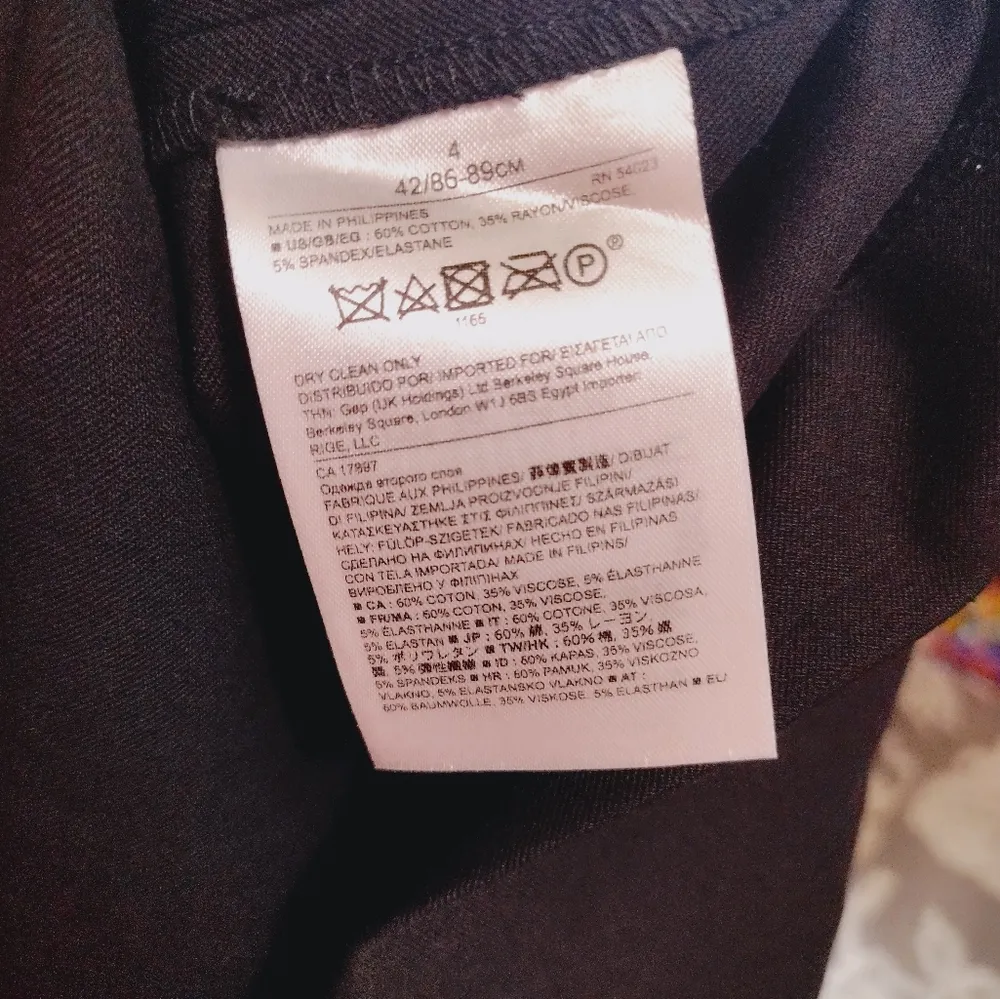 4
42/86-89CM
RN 54023
MADE IN PHILIPPINES
■ US/GB/EG : 60% COTTON, 35% RAYON/VISCOSE,
5% SPANDEX/ELASTANE
P ®
1165
DRY CLEAN ONLY
DISTRIBUIDO POR/ IMPORTED FOR/ ΕΙΣΑΓΕΤΑΙ ΑΠΟ
ΤΗΝ: Gap (UK Holdings) Ltd Berkeley Square House,
Berkeley Square, London W1J 6BS Egypt Importer:
RIGE, LLC
CA 17897
Одежда второго слоя
FABRIQUE AUX PHILIPPINES/ 菲律賓製造/ DIBUAT
DI FILIPINA/ ZEMLJA PROIZVODNJE FILIPINI/
ΚΑΤΑΣΚΕΥΑΣΤΗΚΕ ΣΤΙΣ ΦΙΛΙΠΠΙΝΕΣ/ SZÁRMAZÁSI
HELY: FÜLÖP-SZIGETEK/ FABRICADO NAS FILIPINAS/
СДЕЛАНО НА ФИЛИПИНАХ/ HECHO EN FILIPINAS
CON TELA IMPORTADA/ MADE IN FILIPINS/
ВИРОБЛЕНО У ФІЛІПІНАХ
■ CA : 60% COTON, 35% VISCOSE, 5% ÉLASTHANNE
■ FR/MA : 60% COTON, 35% VISCOSE,
5% ÉLASTHANNE ■ IT : 60% COTONE, 35% VISCOSA,
5% ELASTAN ■ JP : 60% 綿, 35% レーヨン,
5% ポリウレタン ■ TW/HK : 60% 棉, 35%
5% 彈性纖維 ■ ID : 60% KAPAS, 35% VISKOSE,
5% SPANDEKS ■ HR : 60% PAMUK, 35% VISKOZNO
VLAKNO, 5% ELASTANSKO VLAKNO ■ AT :
60% BAUMWOLLE, 35% VISKOSE, 5% ELASTHAN ■ EL/